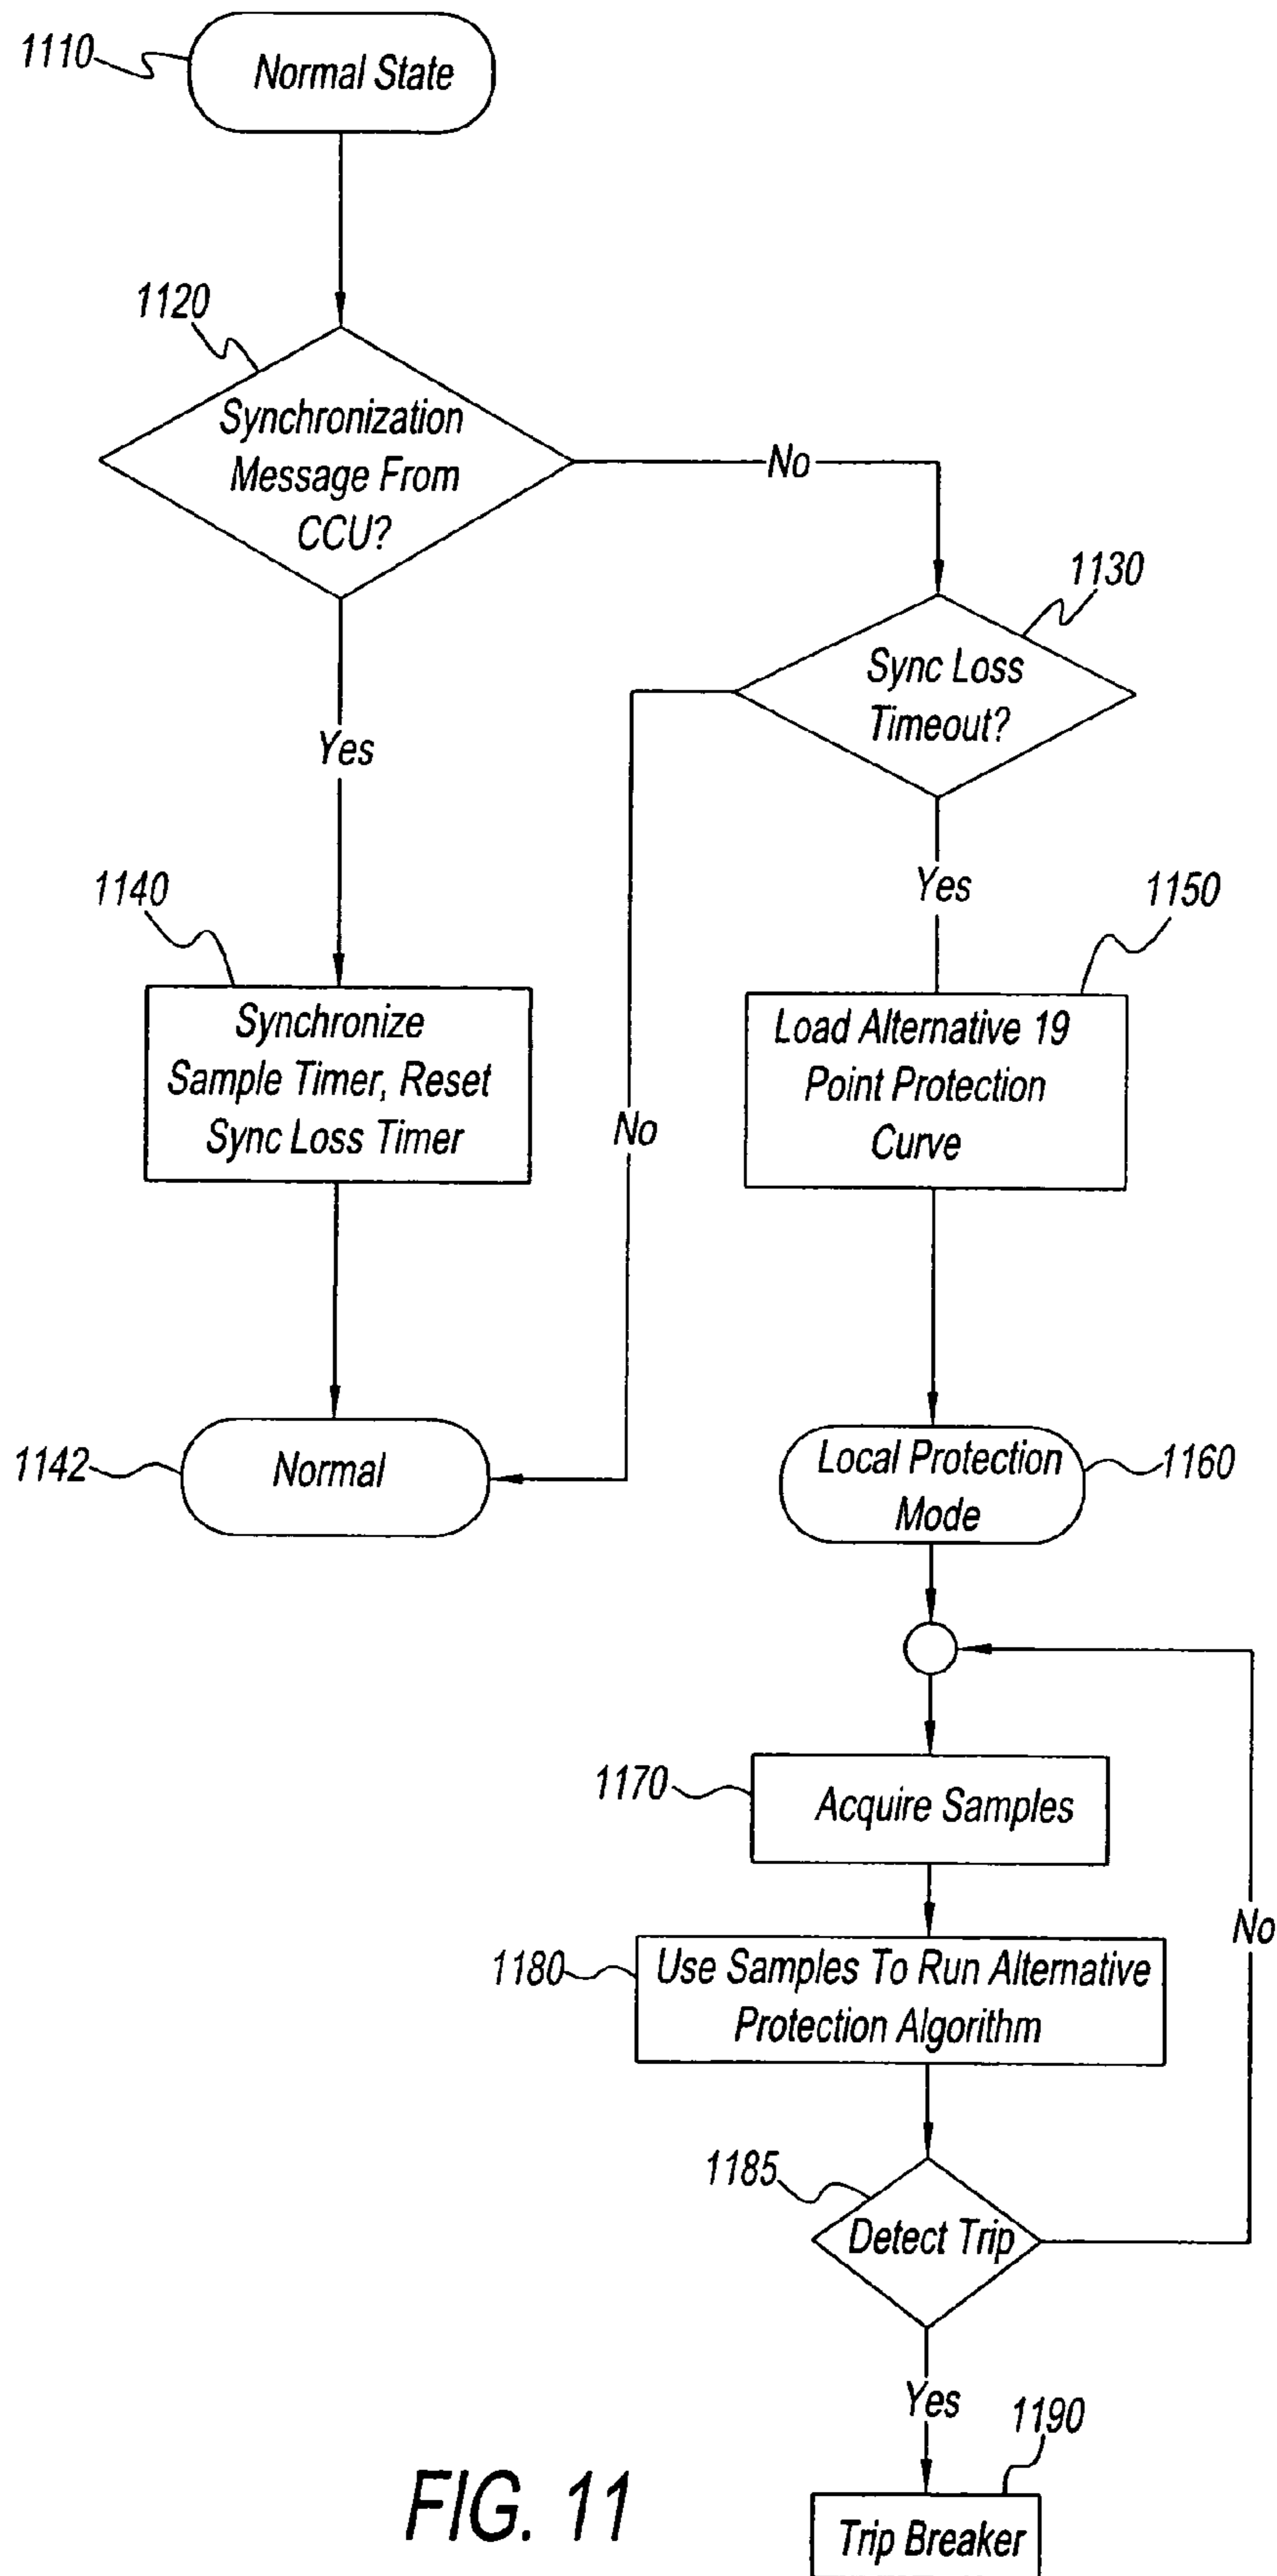 1110
Normal State
1120
Synchronization
Message From
CCU?
No
1130
Sync Loss
Timeout?
Yes
Yes
1140
1150
Synchronize
Sample Timer, Reset
Sync Loss Timer
Load Alternative 19
Point Protection
Curve
No
1142
Normal
Local Protection
Mode
1160
1170
Acquire Samples
No
1180
Use Samples To Run Alternative
Protection Algorithm
1185
Detect Trip
Yes
1190
Trip Breaker
FIG. 11